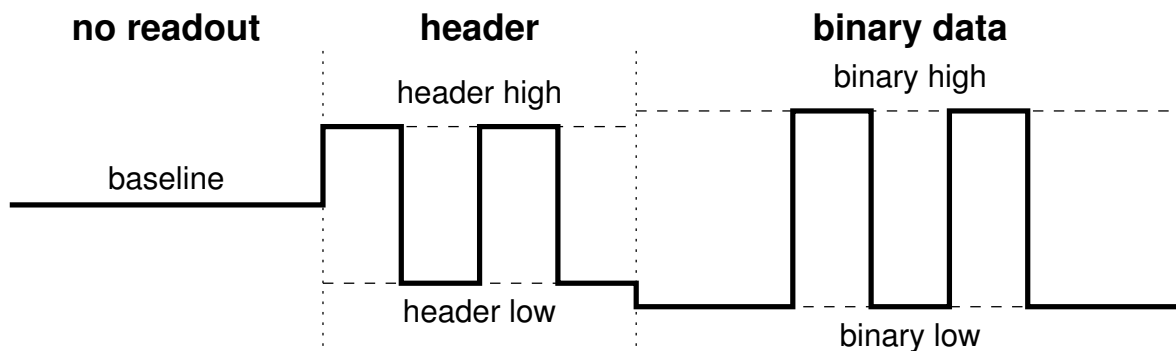 no readout
header
binary data
header high
binary high
baseline
header low
binary low